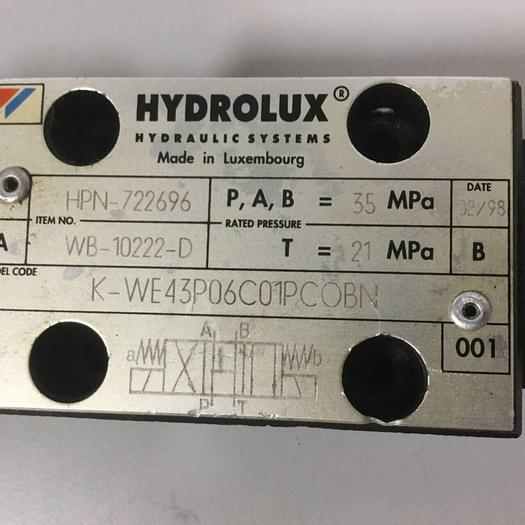 HYDROLUX®
HYDRAULIC SYSTEMS
Made in Luxembourg
HPN-722696 P, A, B = 35 MPa DATE 02/98
ITEM NO. RATED PRESSURE
A WB-10222-D T = 21 MPa B
DEL CODE
K-WE43P06C01PCOBN
001
A B
a b
P T